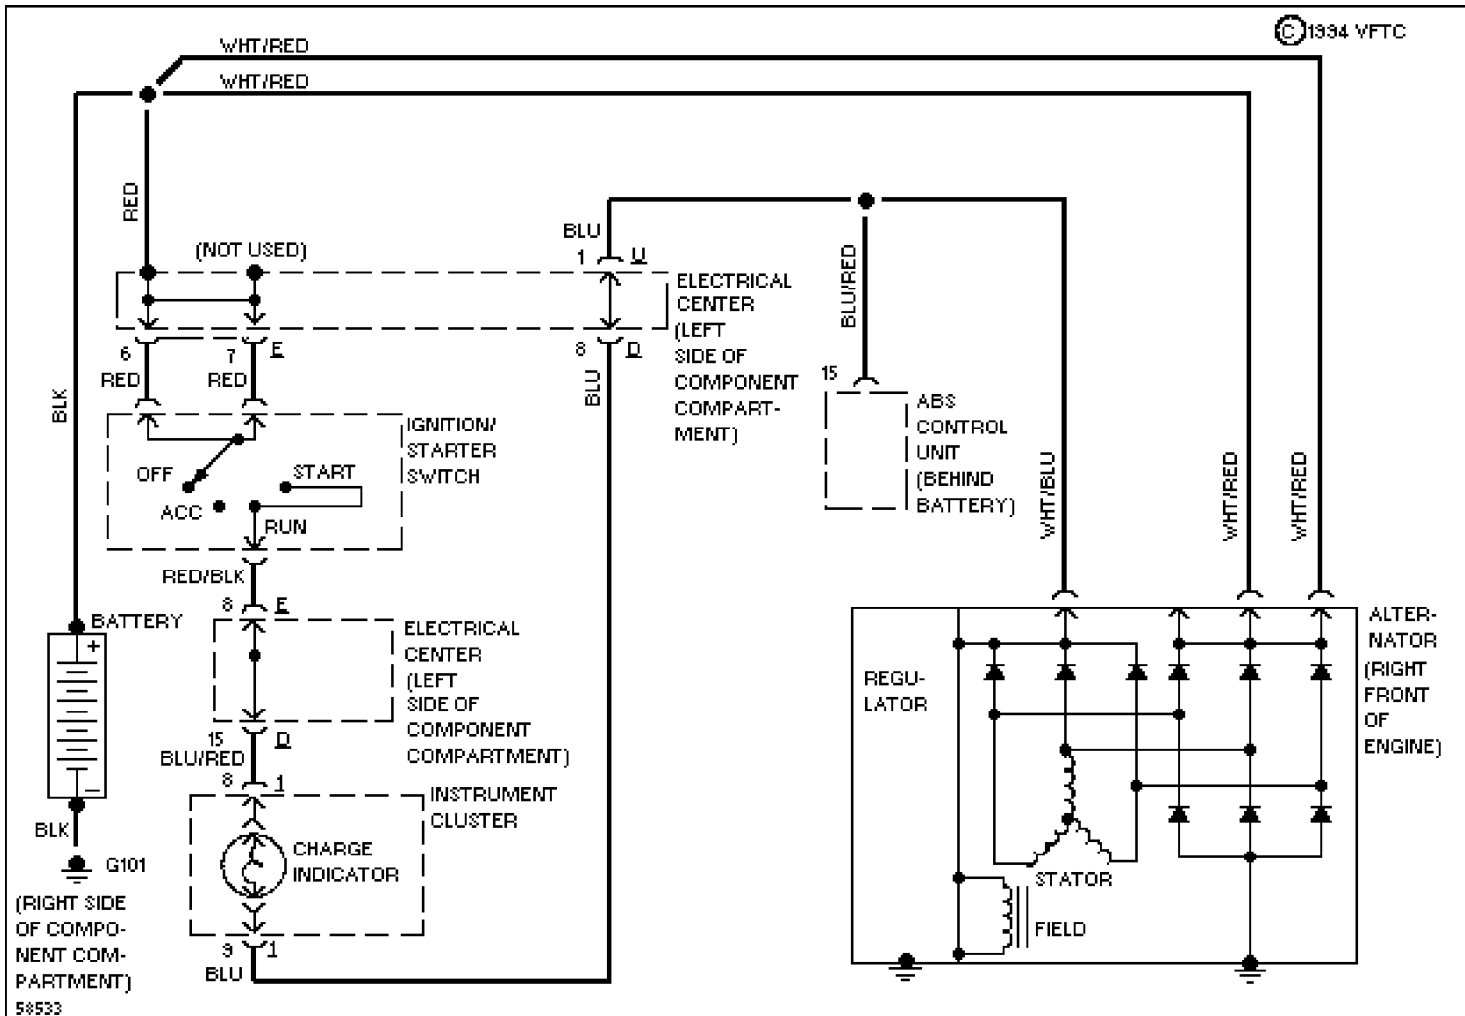 © 1994 VFTC
WHT/RED
WHT/RED
RED
BLK
(NOT USED)
BLU
1 U
BLU/RED
ELECTRICAL
CENTER
(LEFT
SIDE OF
COMPONENT
COMPART-
MENT)
6
7 E
8 D
RED
RED
BLU
15
ABS
CONTROL
UNIT
(BEHIND
BATTERY)
IGNITION/
STARTER
SWITCH
OFF
START
ACC
RUN
WHT/BLU
WHT/RED
WHT/RED
RED/BLK
8 E
BATTERY
+
−
ELECTRICAL
CENTER
(LEFT
SIDE OF
COMPONENT
COMPARTMENT)
15 D
BLU/RED
8 1
INSTRUMENT
CLUSTER
CHARGE
INDICATOR
9 1
BLU
BLK
G101
(RIGHT SIDE
OF COMPO-
NENT COM-
PARTMENT)
58533
REGU-
LATOR
STATOR
FIELD
ALTER-
NATOR
(RIGHT
FRONT
OF
ENGINE)